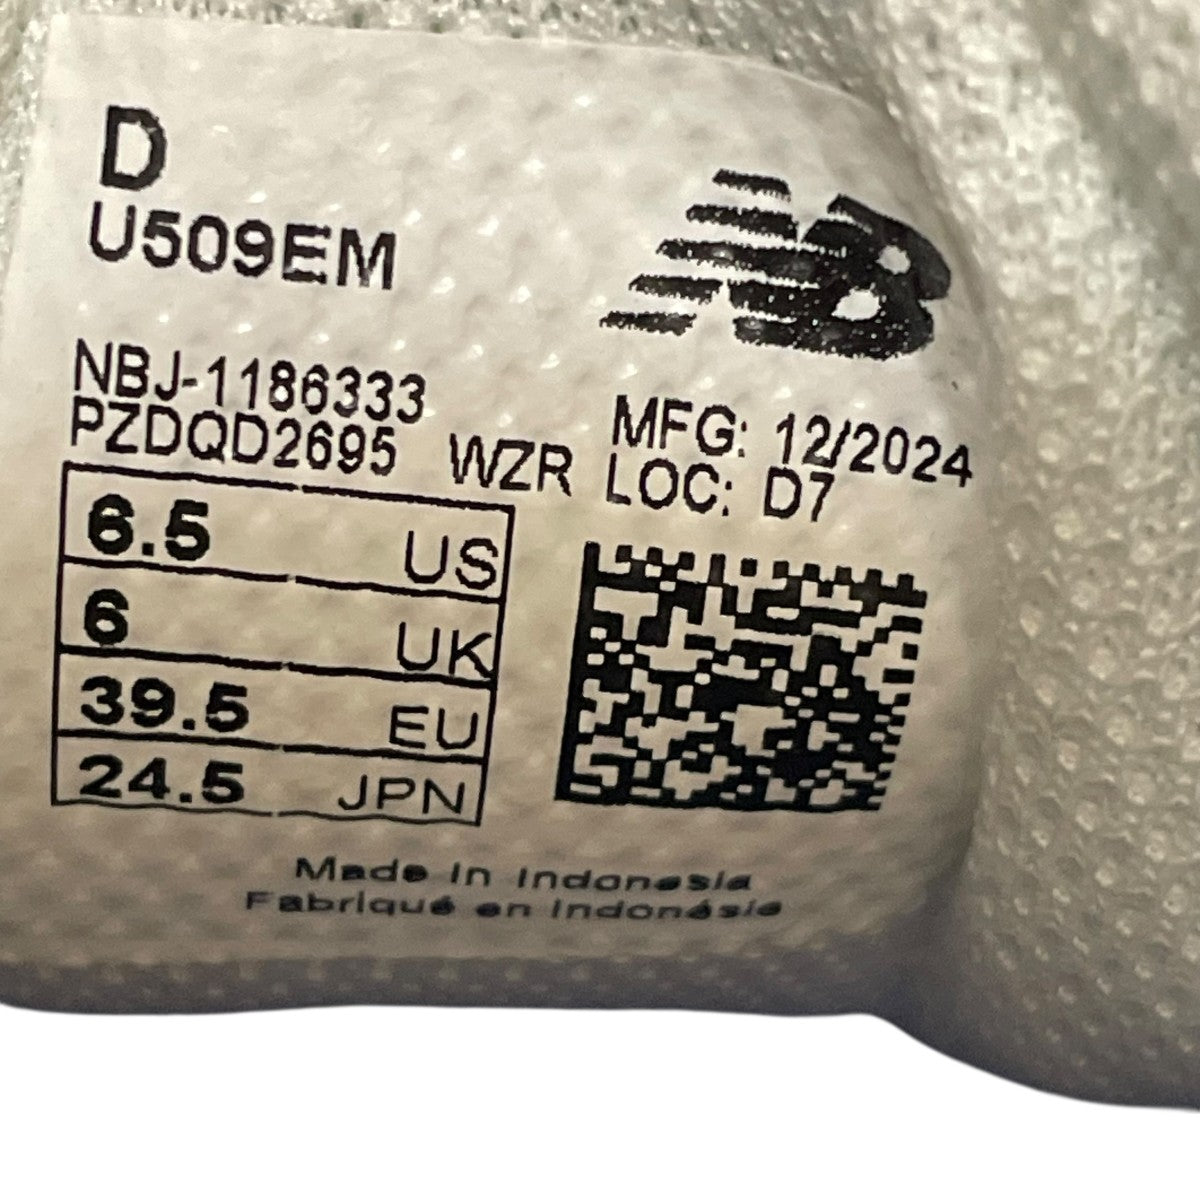 D
U509EM
NB
NBJ-1186333
PZDQD2695 WZR
MFG: 12/2024
LOC: D7
6.5 US
6 UK
39.5 EU
24.5 JPN
Made in Indonesia
Fabriqué en Indonésie